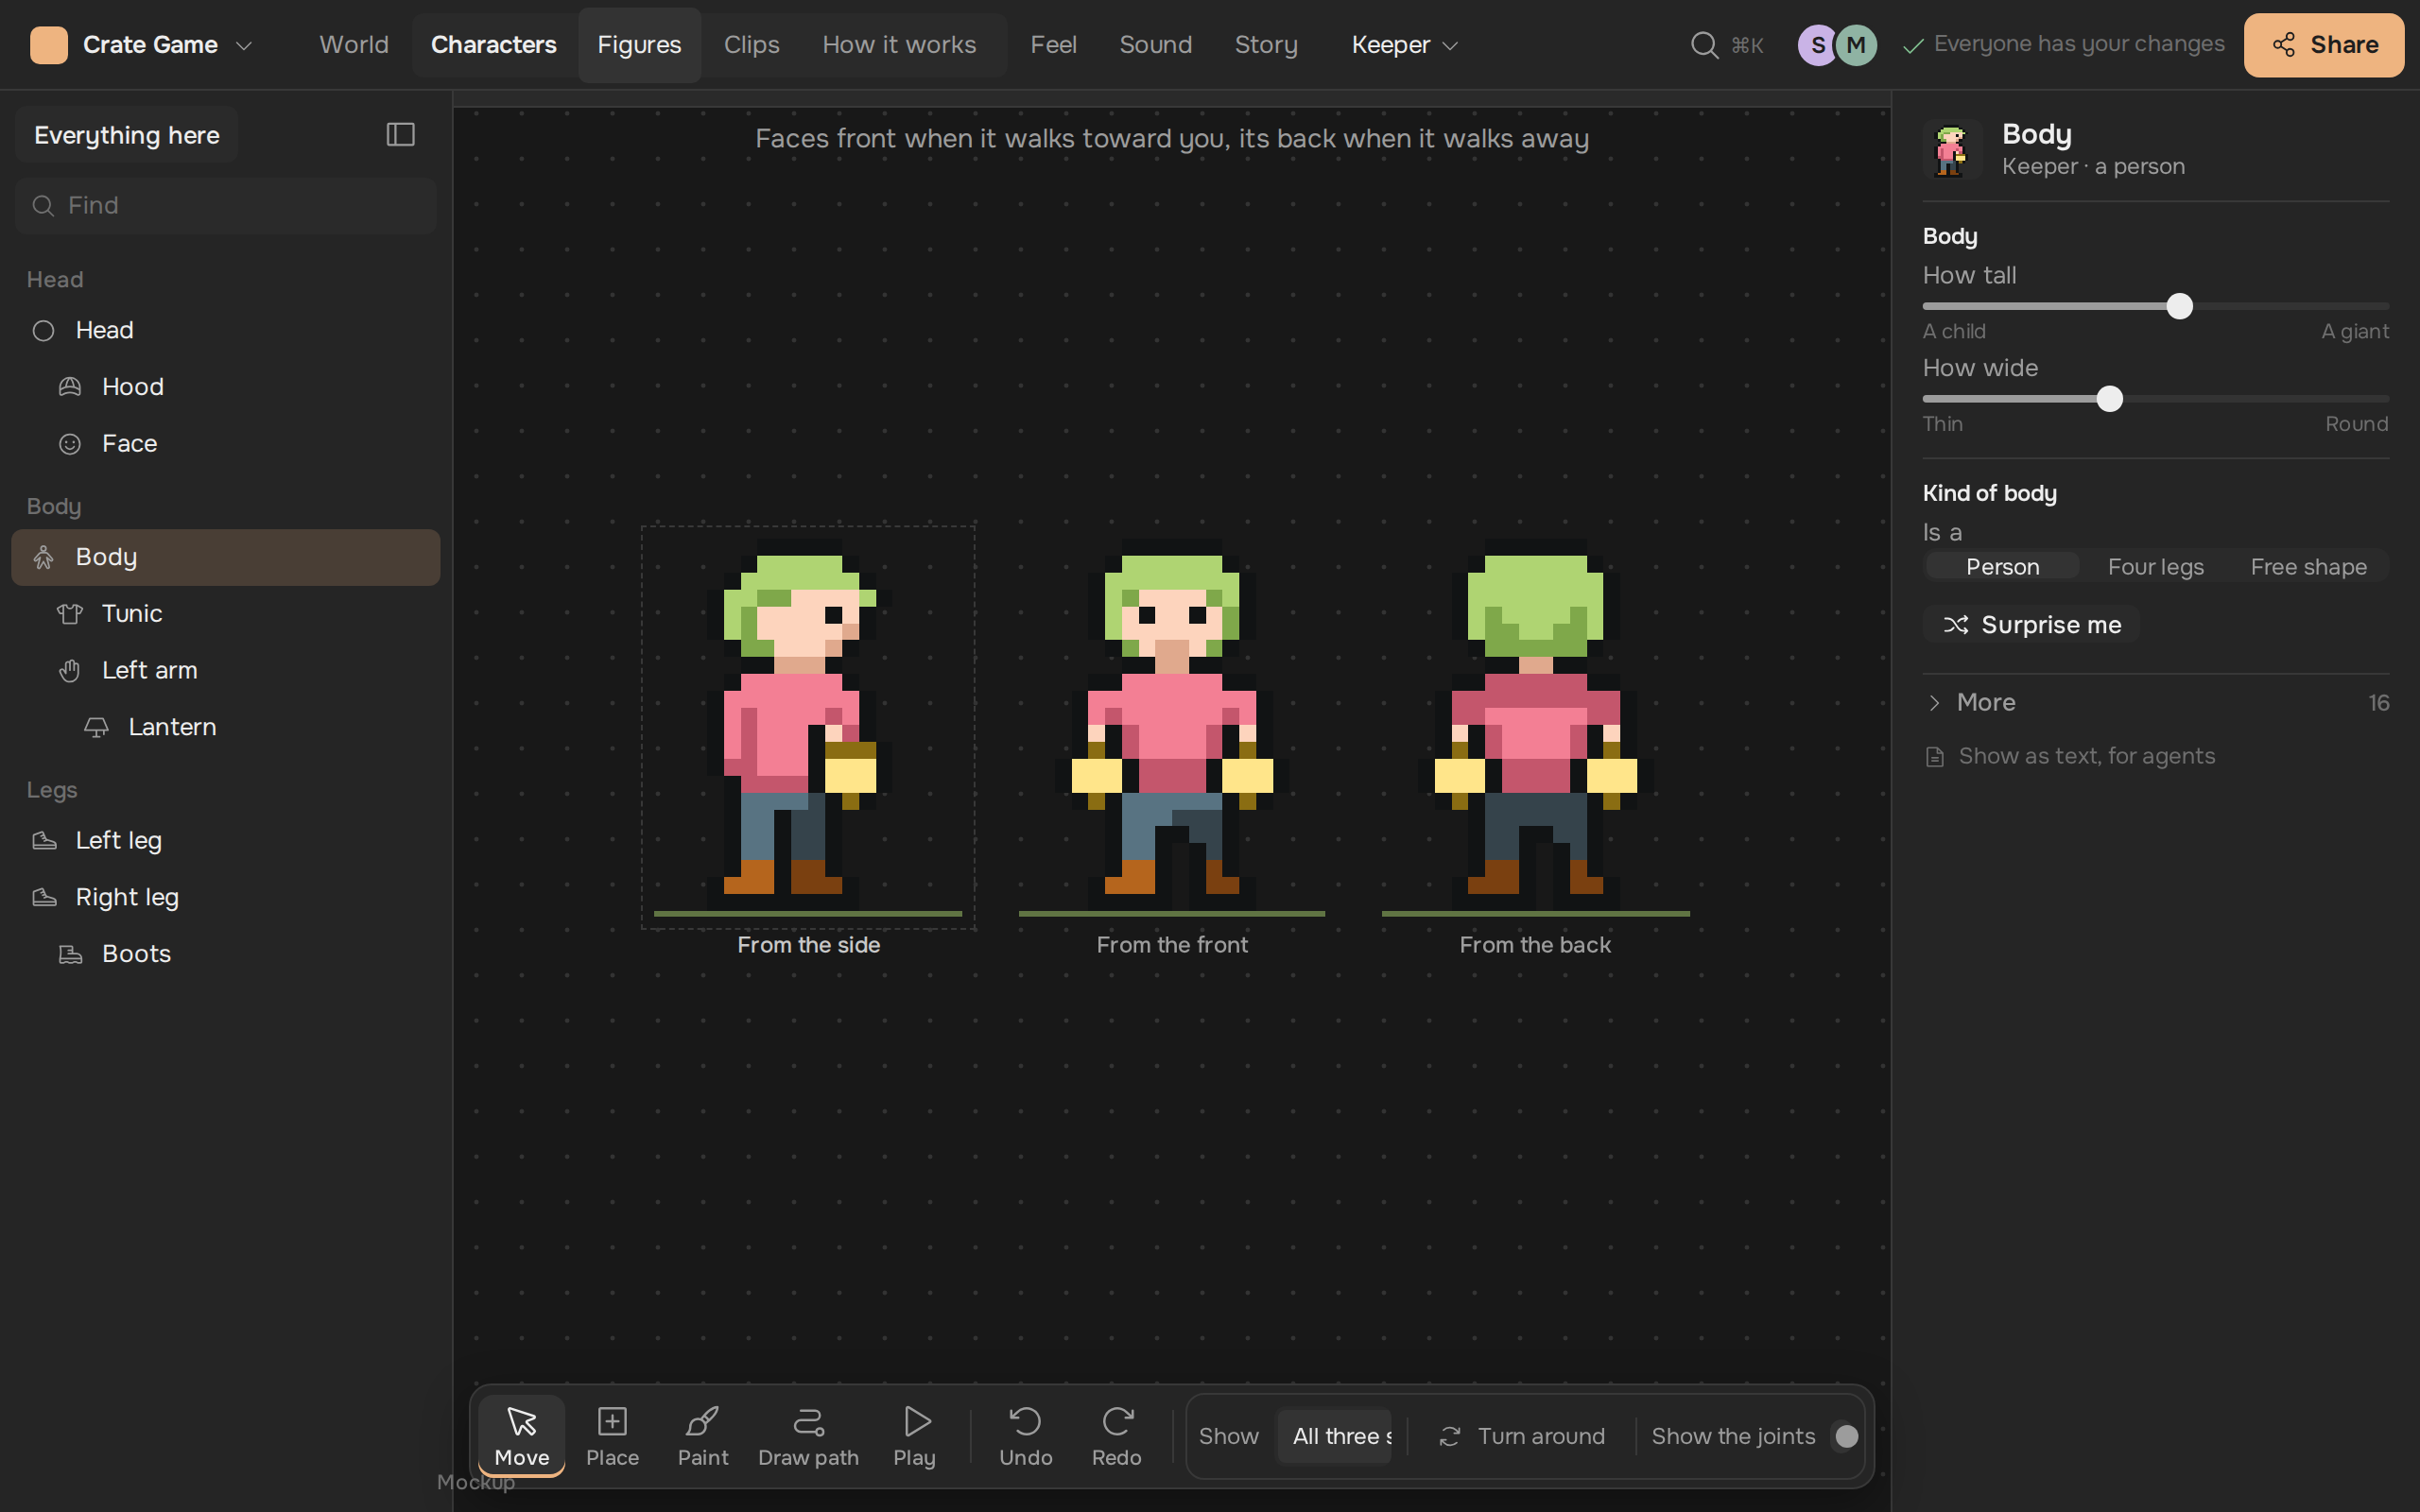 Crate Game
World
Characters
Figures
Clips
How it works
Feel
Sound
Story
Keeper
⌘K
S
M
Everyone has your changes
Share
Everything here
Find
Head
Head
Hood
Face
Body
Body
Tunic
Left arm
Lantern
Legs
Left leg
Right leg
Boots
Faces front when it walks toward you, its back when it walks away
From the side
From the front
From the back
Move
Place
Paint
Draw path
Play
Undo
Redo
Show
All three s
Turn around
Show the joints
Mockup
Body
Keeper · a person
Body
How tall
A child
A giant
How wide
Thin
Round
Kind of body
Is a
Person
Four legs
Free shape
Surprise me
More
16
Show as text, for agents